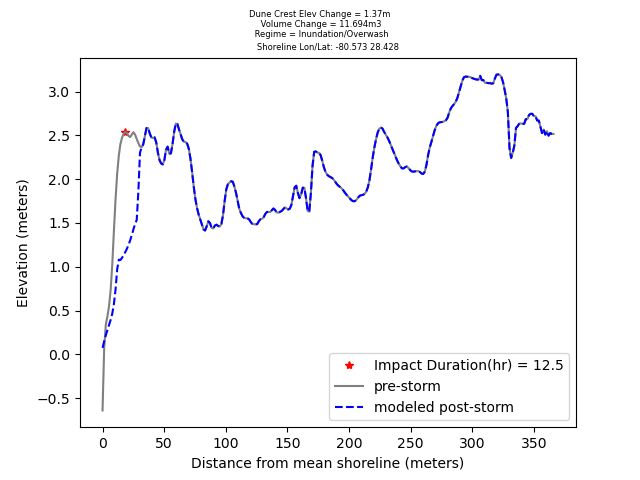 Dune Crest Elev Change = 1.37m
Volume Change = 11.694m3
Regime = Inundation/Overwash
Shoreline Lon/Lat: -80.573 28.428
Elevation (meters)
3.0
2.5
2.0
1.5
1.0
0.5
0.0
−0.5
Impact Duration(hr) = 12.5
pre-storm
modeled post-storm
0 50 100 150 200 250 300 350
Distance from mean shoreline (meters)